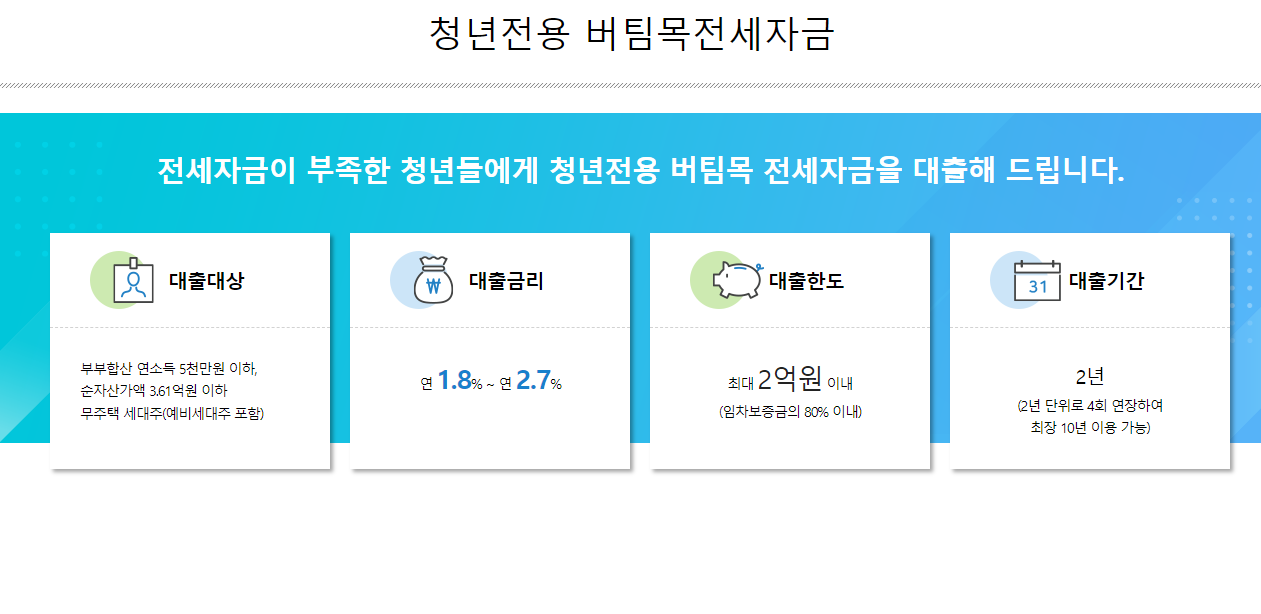 청년전용 버팀목전세자금
전세자금이 부족한 청년들에게 청년전용 버팀목 전세자금을 대출해 드립니다.
대출대상
부부합산 연소득 5천만원 이하,
순자산가액 3.61억원 이하
무주택 세대주(예비세대주 포함)
₩
대출금리
연 1.8% ~ 연 2.7%
대출한도
최대 2억원 이내
(임차보증금의 80% 이내)
31
대출기간
2년
(2년 단위로 4회 연장하여
최장 10년 이용 가능)